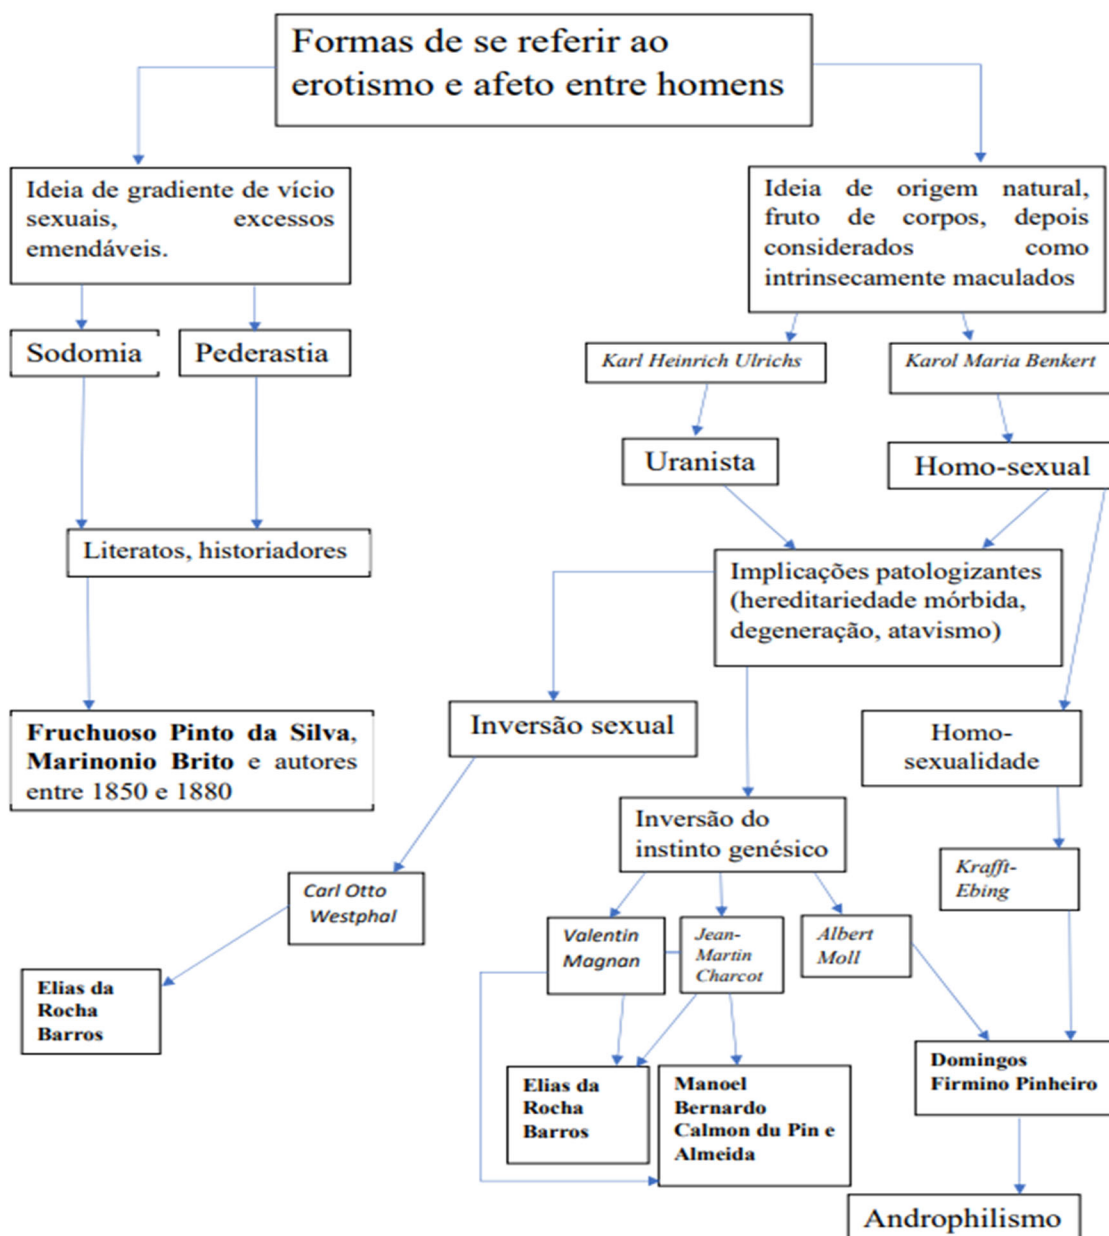 Formas de se referir ao
erotismo e afeto entre homens
Ideia de gradiente de vício
sexuais, excessos
emendáveis.
Ideia de origem natural,
fruto de corpos, depois
considerados como
intrinsecamente maculados
Sodomia
Pederastia
Karl Heinrich Ulrichs
Karol Maria Benkert
Uranista
Homo-sexual
Literatos, historiadores
Implicações patologizantes
(hereditariedade mórbida,
degeneração, atavismo)
Fruchuoso Pinto da Silva,
Marinonio Brito e autores
entre 1850 e 1880
Inversão sexual
Homo-
sexualidade
Inversão do
instinto genésico
Carl Otto
Westphal
Krafft-
Ebing
Valentin
Magnan
Jean-
Martin
Charcot
Albert
Moll
Elias da
Rocha
Barros
Elias da
Rocha
Barros
Manoel
Bernardo
Calmon du Pin e
Almeida
Domingos
Firmino Pinheiro
Androphilismo